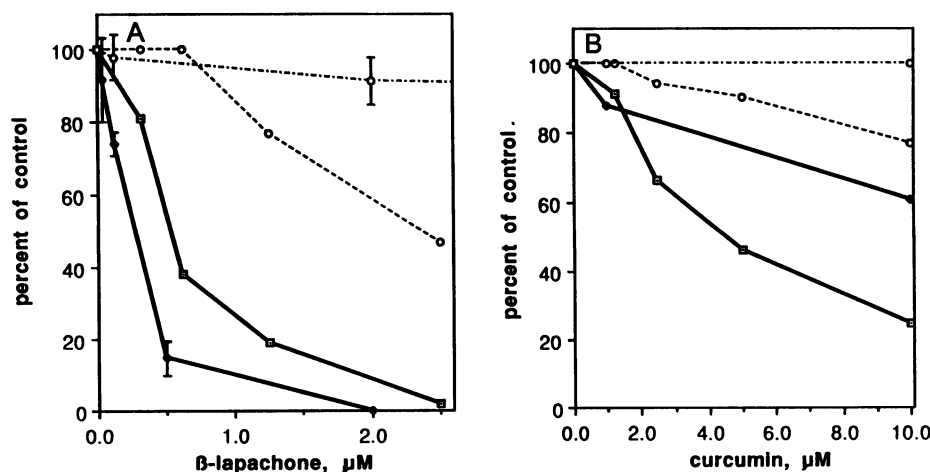 A
percent of control
100
80
60
40
20
0
0.0 1.0 2.0
ß-lapachone, µM
B
percent of control.
100
80
60
40
20
0
0.0 2.0 4.0 6.0 8.0 10.0
curcumin, µM